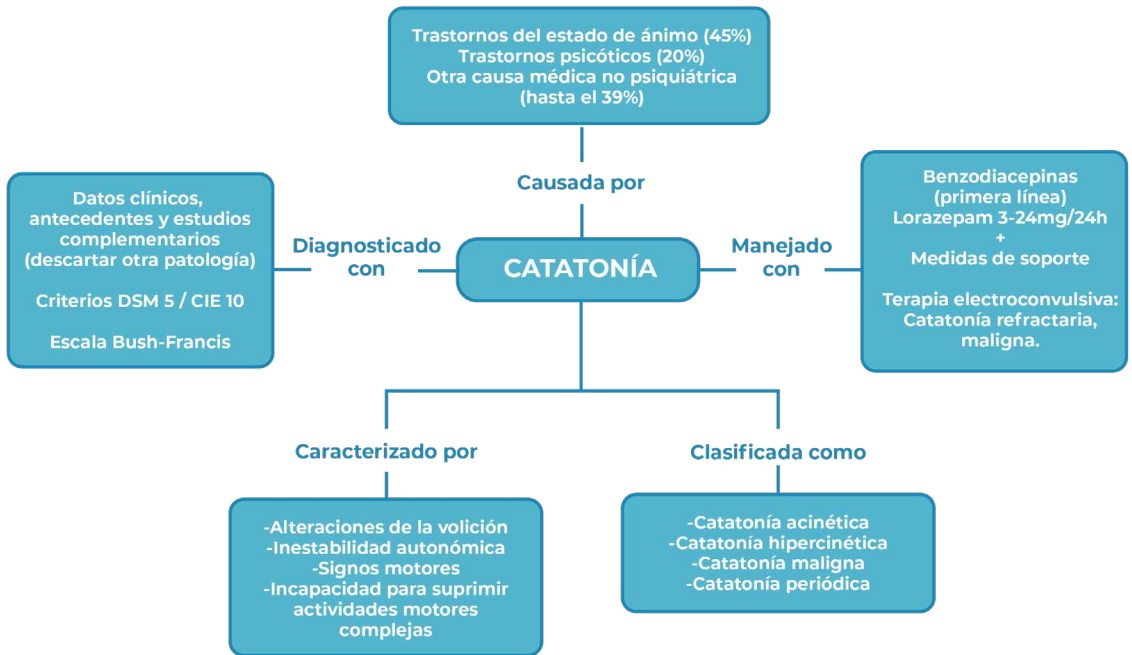 Trastornos del estado de ánimo (45%)
Trastornos psicóticos (20%)
Otra causa médica no psiquiátrica
(hasta el 39%)
Causada por
Datos clínicos,
antecedentes y estudios
complementarios
(descartar otra patología)
Criterios DSM 5 / CIE 10
Escala Bush-Francis
Diagnosticado
con
CATATONÍA
Manejado
con
Benzodiacepinas
(primera línea)
Lorazepam 3-24mg/24h
+
Medidas de soporte
Terapia electroconvulsiva:
Catatonía refractaria,
maligna.
Caracterizado por
-Alteraciones de la volición
-Inestabilidad autonómica
-Signos motores
-Incapacidad para suprimir
actividades motores
complejas
Clasificada como
-Catatonía acinética
-Catatonía hipercinética
-Catatonía maligna
-Catatonía periódica